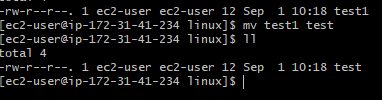 -rw-r--r--. 1 ec2-user ec2-user 12 Sep  1 10:18 test1
[ec2-user@ip-172-31-41-234 linux]$ mv test1 test
[ec2-user@ip-172-31-41-234 linux]$ ll
total 4
-rw-r--r--. 1 ec2-user ec2-user 12 Sep  1 10:18 test
[ec2-user@ip-172-31-41-234 linux]$